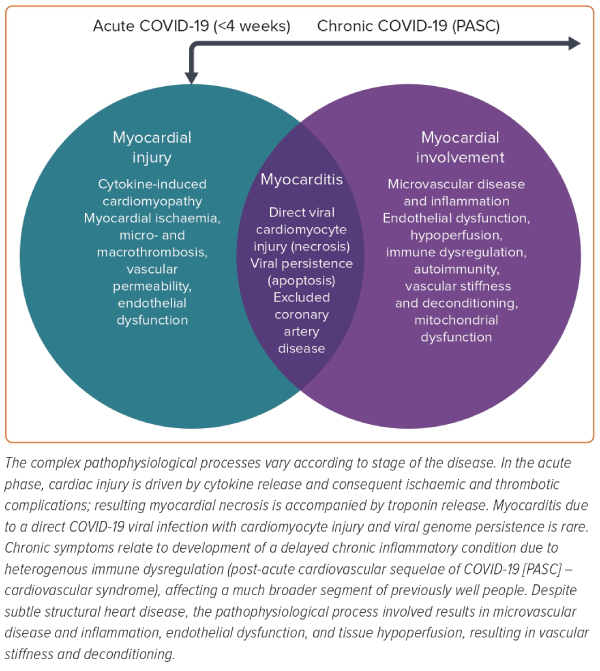 Acute COVID-19 (<4 weeks)
Chronic COVID-19 (PASC)
Myocardial
injury
Cytokine-induced
cardiomyopathy
Myocardial ischaemia,
micro- and
macrothrombosis,
vascular
permeability,
endothelial
dysfunction
Myocarditis
Direct viral
cardiomyocyte
injury (necrosis)
Viral persistence
(apoptosis)
Excluded
coronary
artery
disease
Myocardial
involvement
Microvascular disease
and inflammation
Endothelial dysfunction,
hypoperfusion,
immune dysregulation,
autoimmunity,
vascular stiffness
and deconditioning,
mitochondrial
dysfunction
The complex pathophysiological processes vary according to stage of the disease. In the acute
phase, cardiac injury is driven by cytokine release and consequent ischaemic and thrombotic
complications; resulting myocardial necrosis is accompanied by troponin release. Myocarditis due
to a direct COVID-19 viral infection with cardiomyocyte injury and viral genome persistence is rare.
Chronic symptoms relate to development of a delayed chronic inflammatory condition due to
heterogenous immune dysregulation (post-acute cardiovascular sequelae of COVID-19 [PASC] –
cardiovascular syndrome), affecting a much broader segment of previously well people. Despite
subtle structural heart disease, the pathophysiological process involved results in microvascular
disease and inflammation, endothelial dysfunction, and tissue hypoperfusion, resulting in vascular
stiffness and deconditioning.